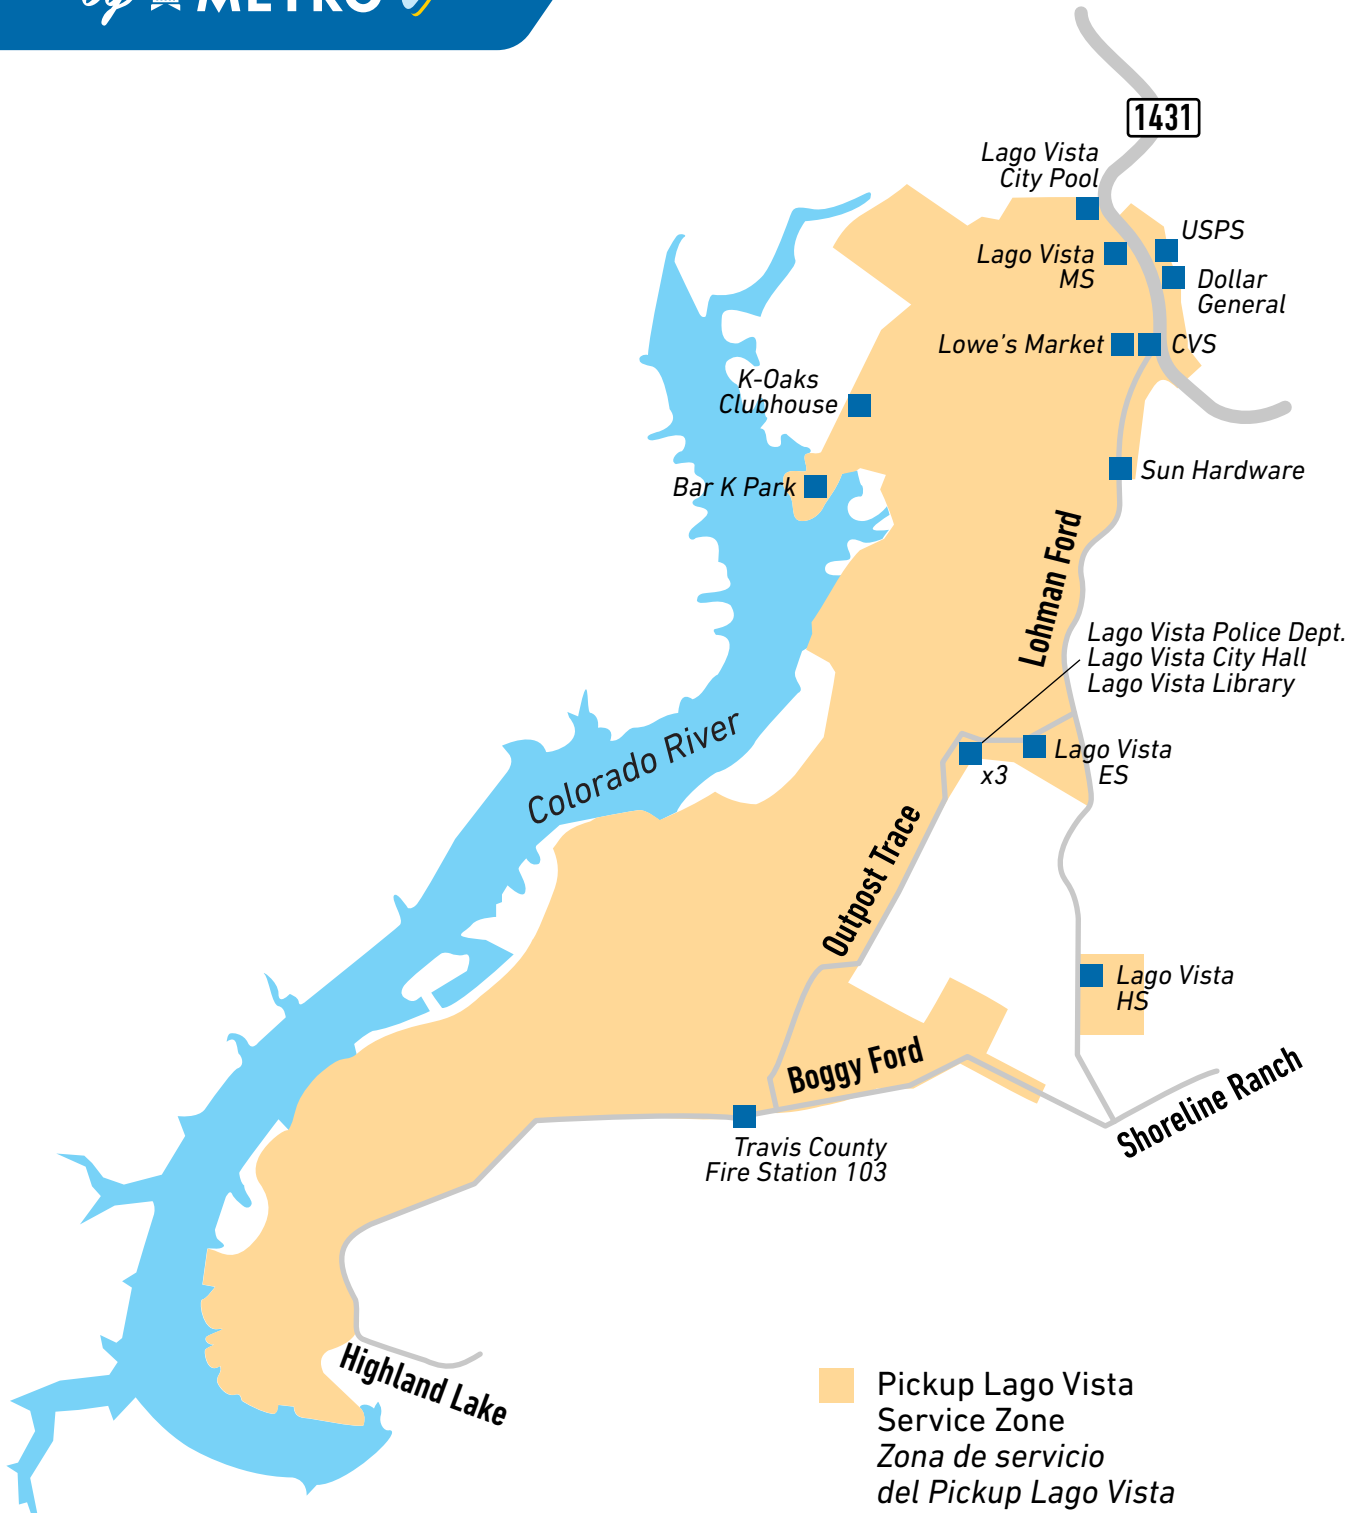 by METRO
1431
Lago Vista
City Pool
USPS
Lago Vista
MS
Dollar
General
Lowe's Market
CVS
K-Oaks
Clubhouse
Bar K Park
Sun Hardware
Lohman Ford
Lago Vista Police Dept.
Lago Vista City Hall
Lago Vista Library
Colorado River
x3
Lago Vista
ES
Outpost Trace
Lago Vista
HS
Boggy Ford
Shoreline Ranch
Travis County
Fire Station 103
Highland Lake
Pickup Lago Vista
Service Zone
Zona de servicio
del Pickup Lago Vista